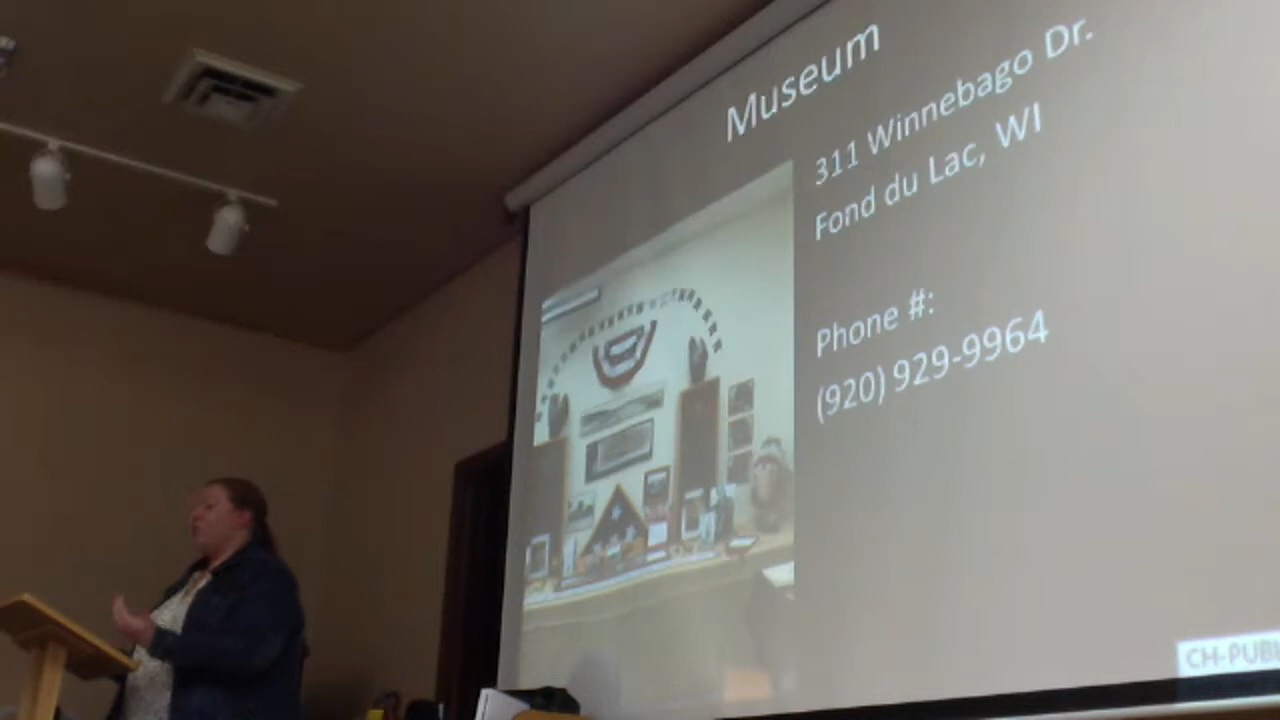 Museum
311 Winnebago Dr.
Fond du Lac, WI
Phone #:
(920) 929-9964
CH-PUBL